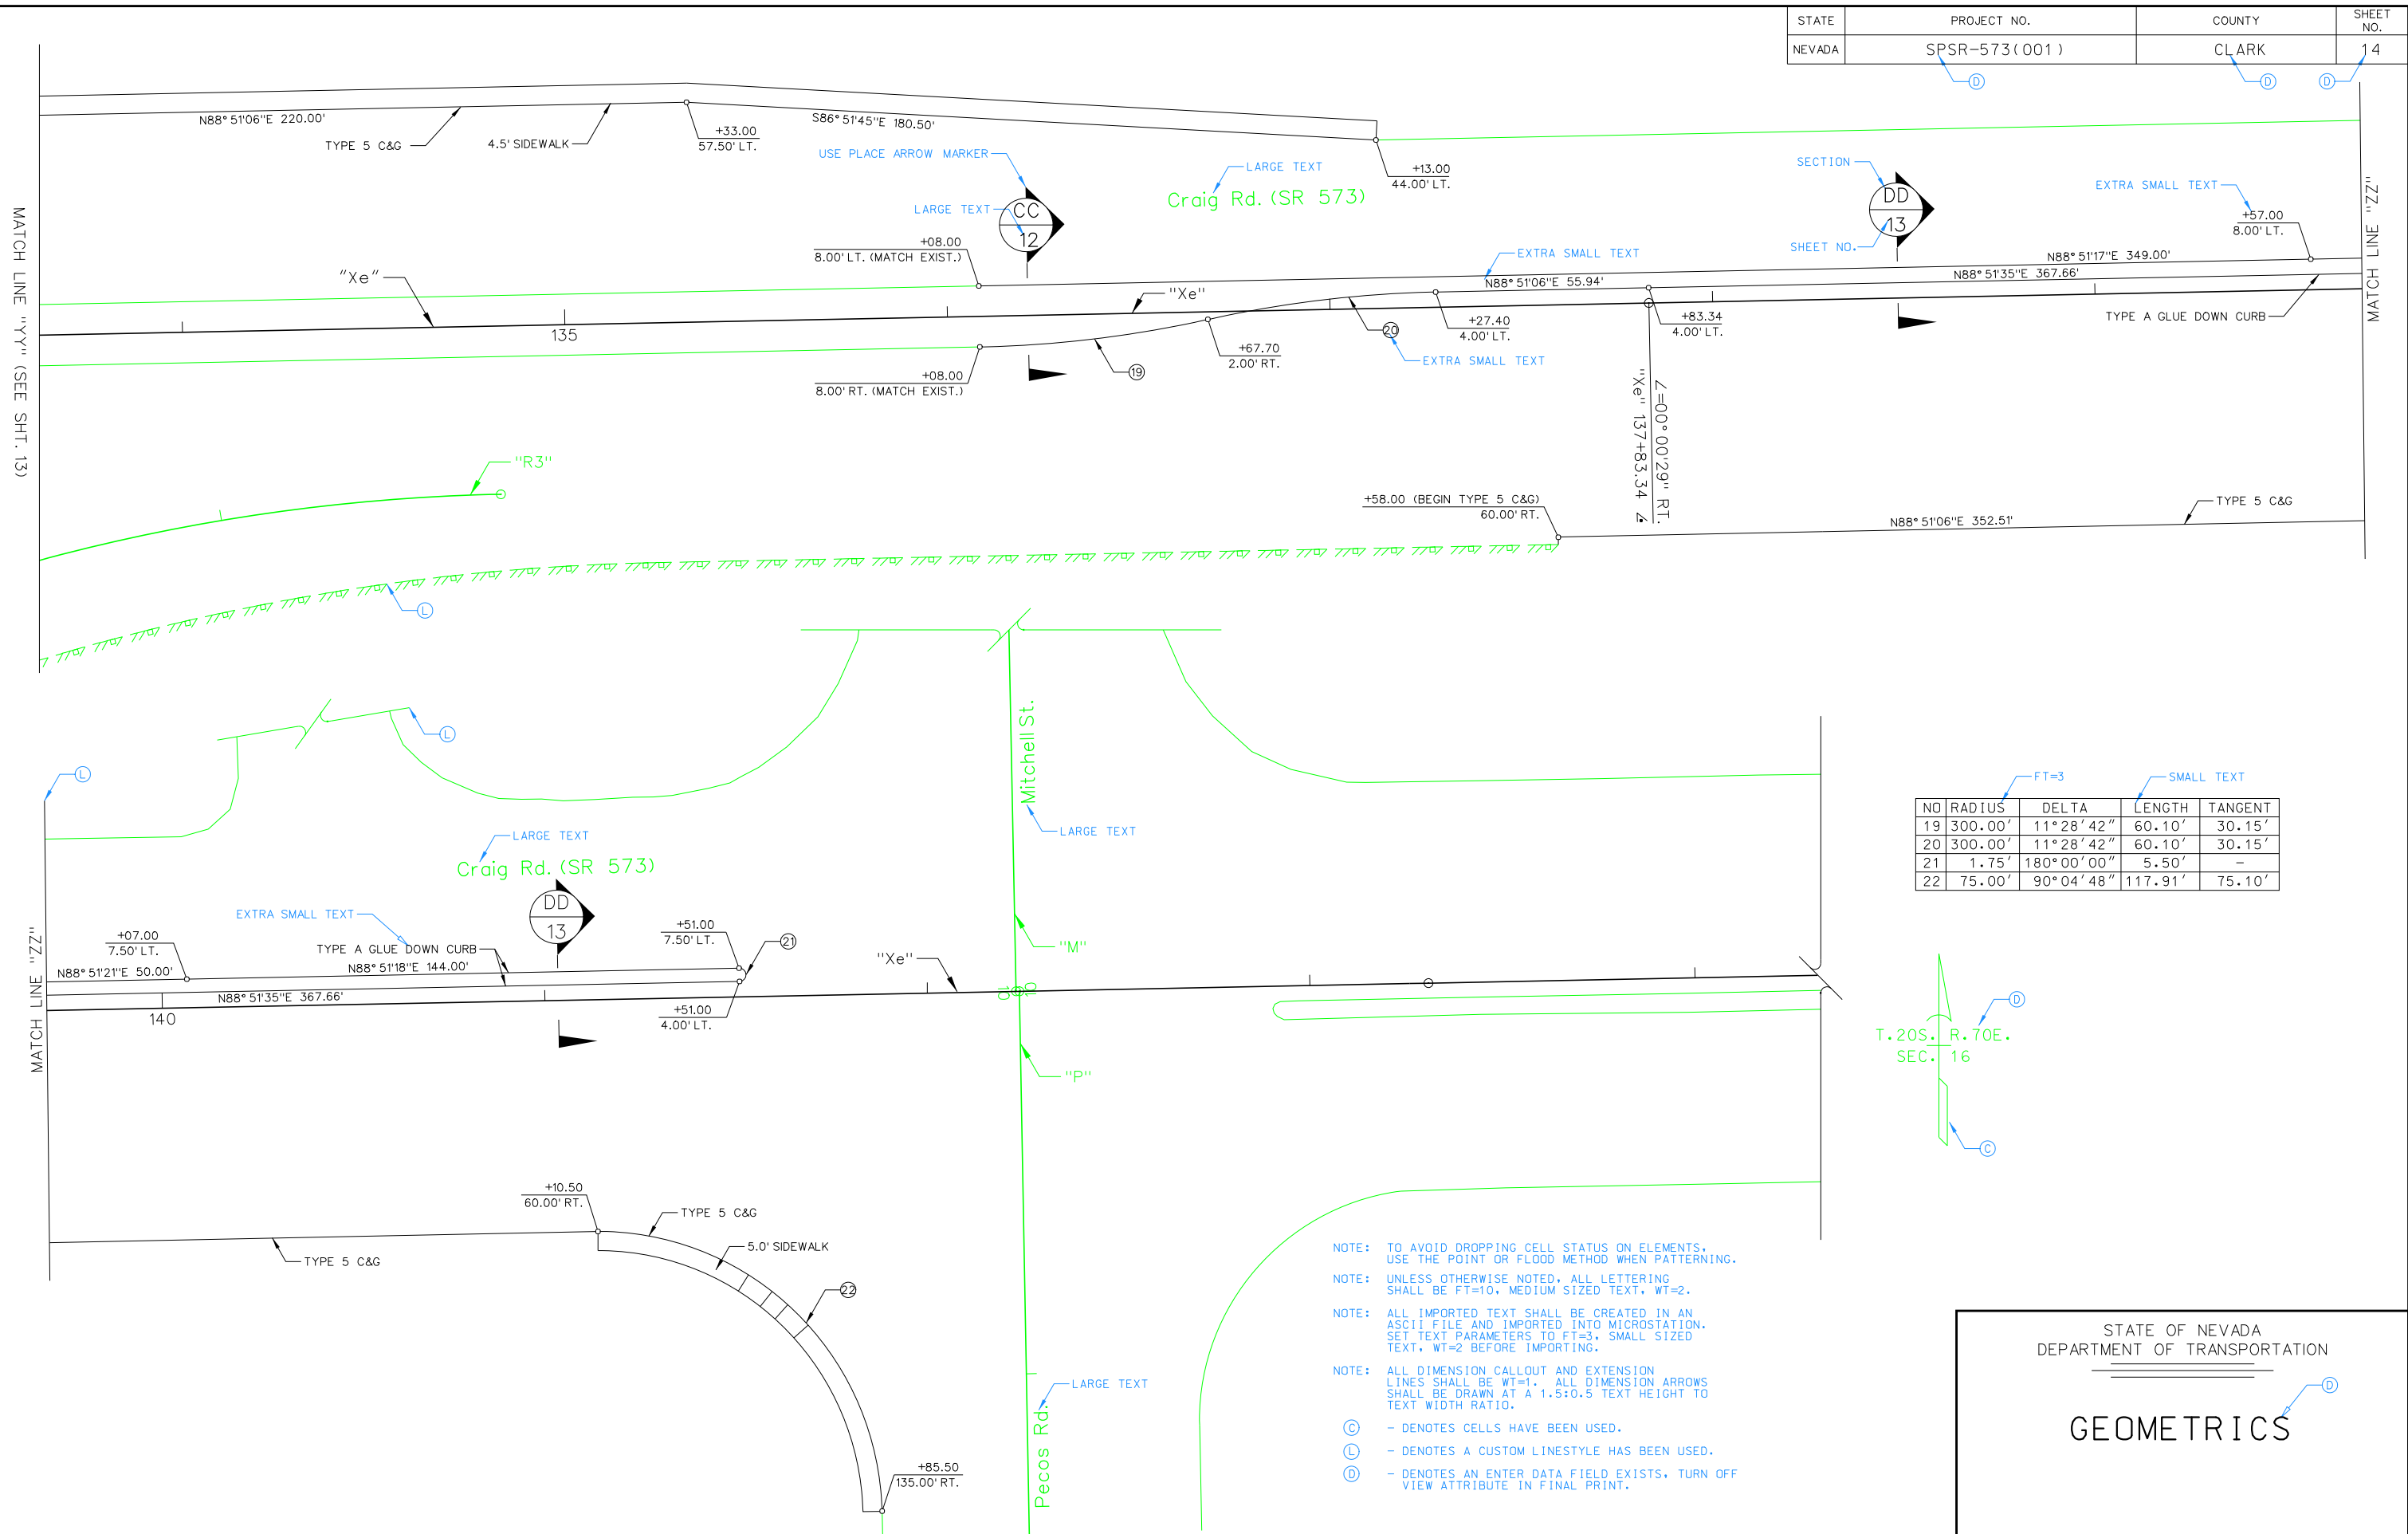 STATE PROJECT NO. COUNTY SHEET NO.
NEVADA SPSR-573(001) CLARK 14
D D D
N88°51'06"E 220.00'
TYPE 5 C&G
4.5' SIDEWALK
+33.00
57.50' LT.
S86°51'45"E 180.50'
USE PLACE ARROW MARKER
LARGE TEXT
CC
12
LARGE TEXT
Craig Rd. (SR 573)
+13.00
44.00' LT.
SECTION
DD
13
SHEET NO.
EXTRA SMALL TEXT
+57.00
8.00' LT.
MATCH LINE "YY" (SEE SHT. 13)
MATCH LINE "ZZ"
"Xe"
+08.00
8.00' LT. (MATCH EXIST.)
EXTRA SMALL TEXT
N88°51'06"E 55.94'
N88°51'17"E 349.00'
N88°51'35"E 367.66'
"Xe"
135
20
+27.40
4.00' LT.
+83.34
4.00' LT.
TYPE A GLUE DOWN CURB
+67.70
2.00' RT.
EXTRA SMALL TEXT
19
+08.00
8.00' RT. (MATCH EXIST.)
"Xe" 137+83.34
∠=00°00'29" RT.
"R3"
+58.00 (BEGIN TYPE 5 C&G)
60.00' RT.
TYPE 5 C&G
N88°51'06"E 352.51'
L
L
L
Mitchell St.
LARGE TEXT
LARGE TEXT
Craig Rd. (SR 573)
DD
13
EXTRA SMALL TEXT
MATCH LINE "ZZ"
+07.00
7.50' LT.
TYPE A GLUE DOWN CURB
+51.00
7.50' LT.
21
N88°51'21"E 50.00'
N88°51'18"E 144.00'
N88°51'35"E 367.66'
140
+51.00
4.00' LT.
"Xe"
"M"
10
10
"P"
FT=3
SMALL TEXT
NO RADIUS DELTA LENGTH TANGENT
19 300.00' 11°28'42" 60.10' 30.15'
20 300.00' 11°28'42" 60.10' 30.15'
21 1.75' 180°00'00" 5.50' -
22 75.00' 90°04'48" 117.91' 75.10'
D
T.20S. R.70E.
SEC. 16
C
+10.50
60.00' RT.
TYPE 5 C&G
5.0' SIDEWALK
TYPE 5 C&G
22
+85.50
135.00' RT.
LARGE TEXT
Pecos Rd.
NOTE: TO AVOID DROPPING CELL STATUS ON ELEMENTS,
USE THE POINT OR FLOOD METHOD WHEN PATTERNING.
NOTE: UNLESS OTHERWISE NOTED, ALL LETTERING
SHALL BE FT=10, MEDIUM SIZED TEXT, WT=2.
NOTE: ALL IMPORTED TEXT SHALL BE CREATED IN AN
ASCII FILE AND IMPORTED INTO MICROSTATION.
SET TEXT PARAMETERS TO FT=3, SMALL SIZED
TEXT, WT=2 BEFORE IMPORTING.
NOTE: ALL DIMENSION CALLOUT AND EXTENSION
LINES SHALL BE WT=1. ALL DIMENSION ARROWS
SHALL BE DRAWN AT A 1.5:0.5 TEXT HEIGHT TO
TEXT WIDTH RATIO.
C - DENOTES CELLS HAVE BEEN USED.
L - DENOTES A CUSTOM LINESTYLE HAS BEEN USED.
D - DENOTES AN ENTER DATA FIELD EXISTS, TURN OFF
VIEW ATTRIBUTE IN FINAL PRINT.
STATE OF NEVADA
DEPARTMENT OF TRANSPORTATION
D
GEOMETRICS